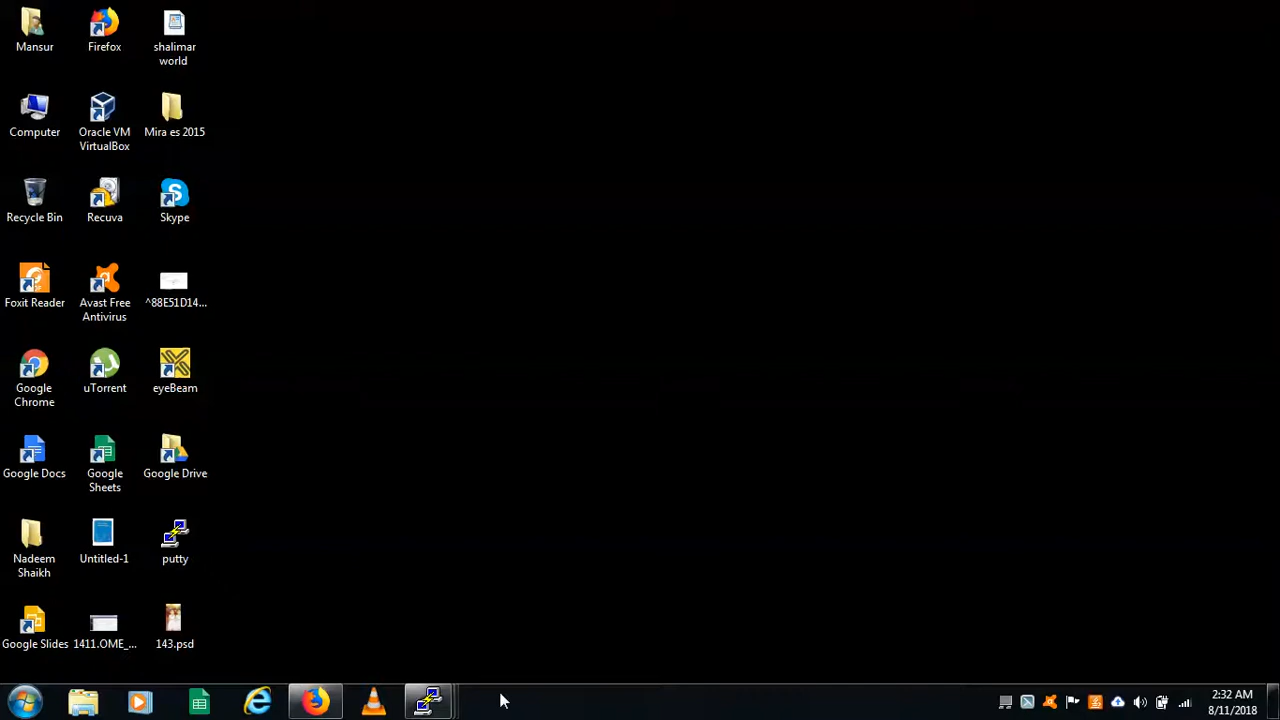 Mansur
Firefox
shalimar
world
Computer
Oracle VM
VirtualBox
Mira es 2015
Recycle Bin
Recuva
Skype
Foxit Reader
Avast Free
Antivirus
^88E51D14...
Google
Chrome
uTorrent
eyeBeam
Google Docs
Google
Sheets
Google Drive
Nadeem
Shaikh
Untitled-1
putty
Google Slides
1411.OME_...
143.psd
2:32 AM
8/11/2018